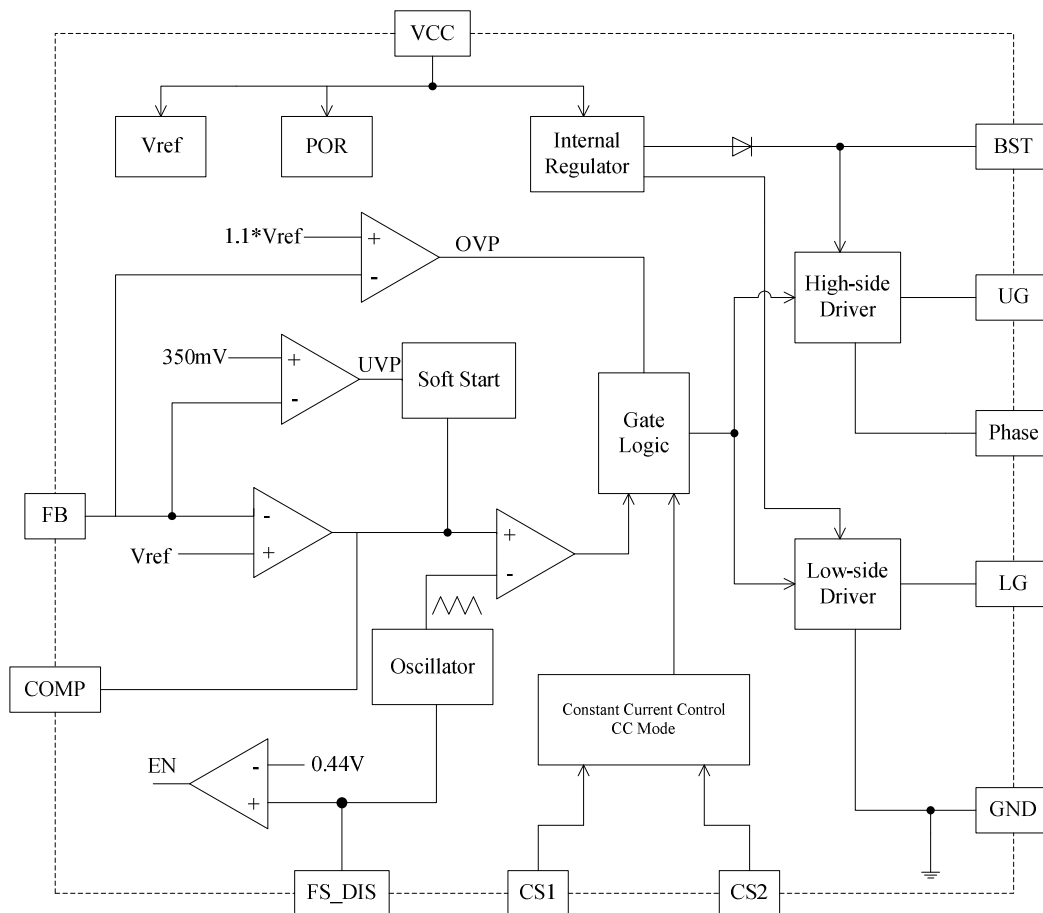 VCC
Vref
POR
Internal
Regulator
BST
1.1*Vref
+
-
OVP
High-side
Driver
UG
350mV
+
-
UVP
Soft Start
Gate
Logic
Phase
FB
-
+
Vref
+
-
Low-side
Driver
LG
Oscillator
COMP
Constant Current Control
CC Mode
EN
-
+
0.44V
GND
FS_DIS
CS1
CS2